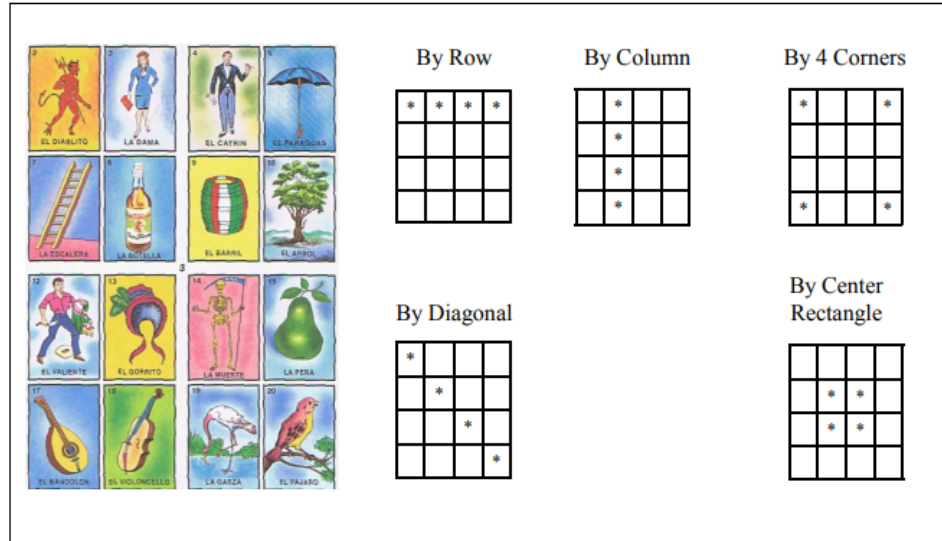 By Row
By Column
By 4 Corners
* * * *
*
*
*
*
* *
* *
2 3 4 5
EL DIABLITO LA DAMA EL CATRIN EL PARAGUAS
7 8 9 10
LA ESCALERA LA BOTELLA EL BARRIL EL ARBOL
3
12 13 14 15
EL VALIENTE EL GORRITO LA MUERTE LA PERA
17 18 19 20
EL BANDOLON EL VIOLONCELLO LA GARZA EL PAJARO
By Diagonal
*
*
*
*
By Center
Rectangle
* *
* *